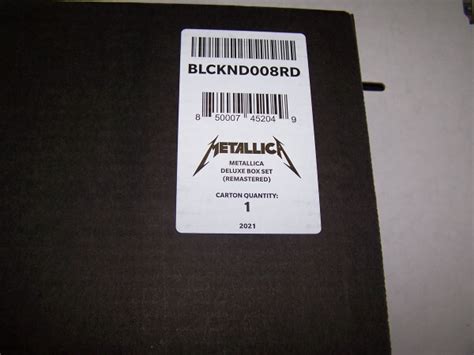 BLCKND008RD
8 50007 45204 9
METALLICA
METALLICA
DELUXE BOX SET
(REMASTERED)
CARTON QUANTITY:
1
2021